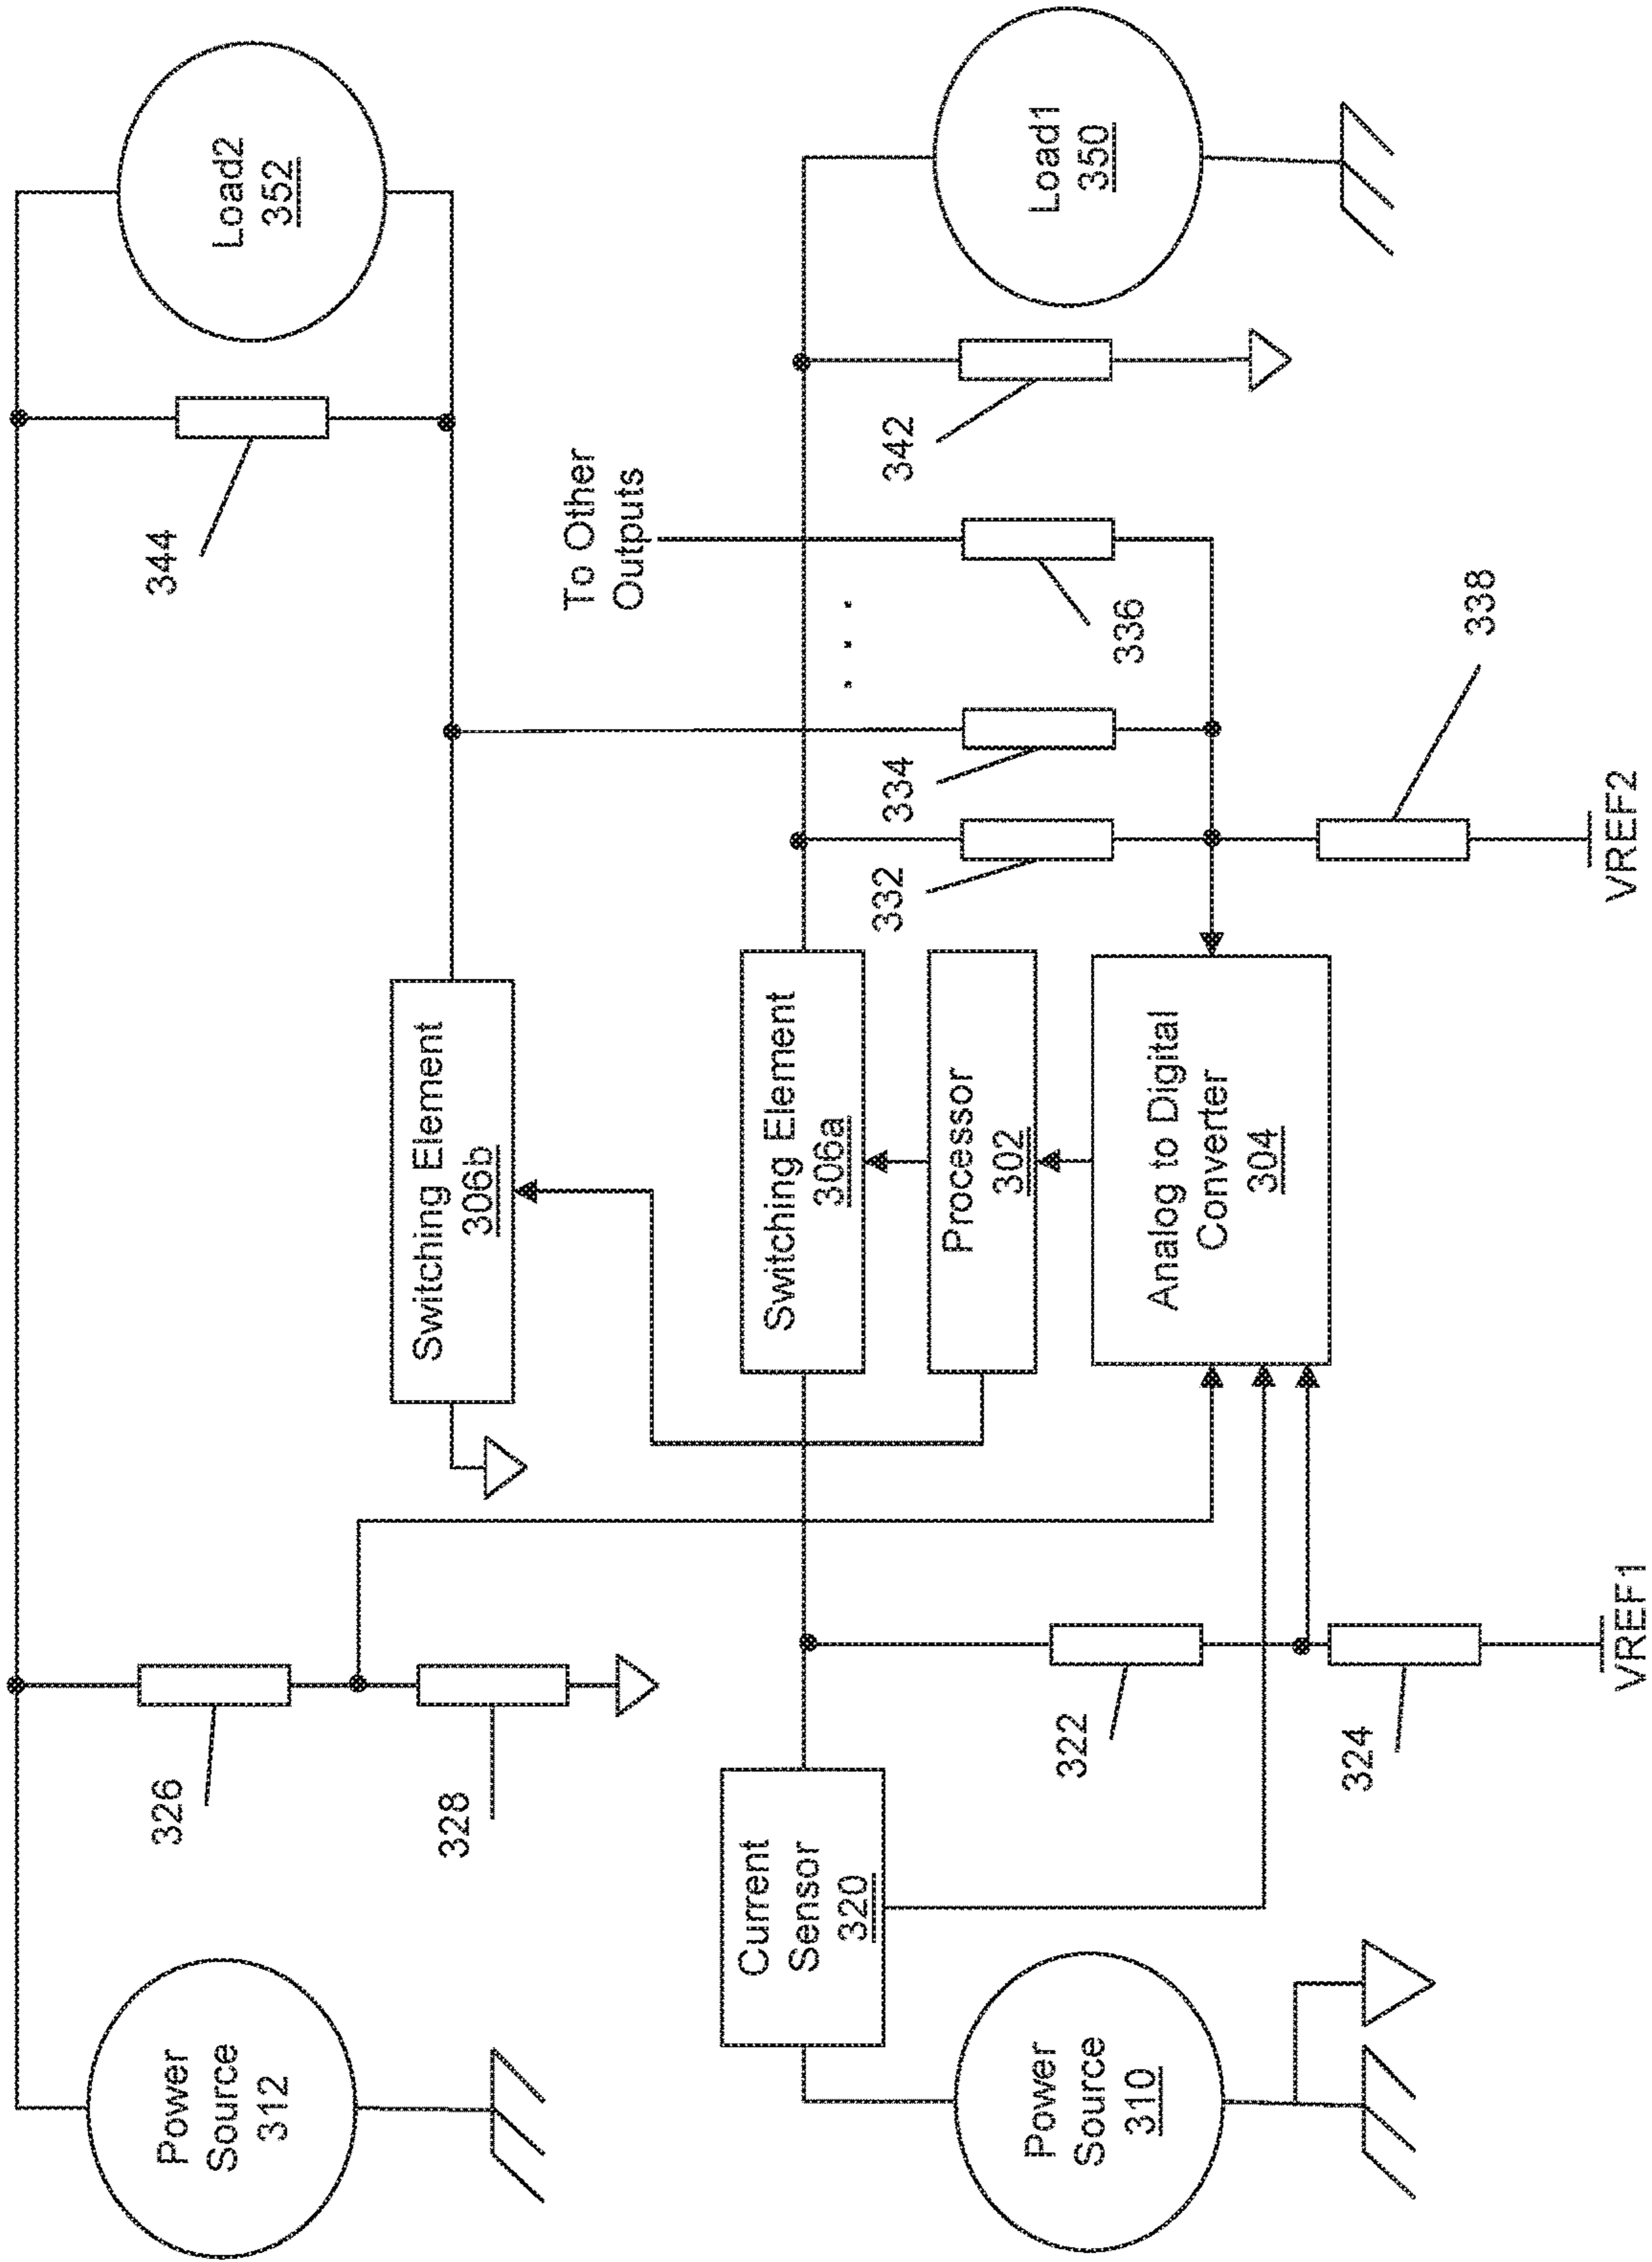 Load2
352
344
326
Power
Source
312
328
Switching Element
306b
To Other
Outputs
Load1
350
342
336
334
332
338
Switching Element
306a
Processor
302
Analog to Digital
Converter
304
Current
Sensor
320
322
324
Power
Source
310
VREF1
VREF2